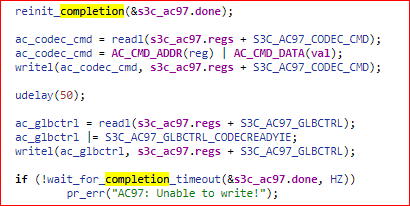 reinit_completion(&s3c_ac97.done);
ac_codec_cmd = readl(s3c_ac97.regs + S3C_AC97_CODEC_CMD);
ac_codec_cmd = AC_CMD_ADDR(reg) | AC_CMD_DATA(val);
writel(ac_codec_cmd, s3c_ac97.regs + S3C_AC97_CODEC_CMD);
udelay(50);
ac_glbctrl = readl(s3c_ac97.regs + S3C_AC97_GLBCTRL);
ac_glbctrl |= S3C_AC97_GLBCTRL_CODECREADYIE;
writel(ac_glbctrl, s3c_ac97.regs + S3C_AC97_GLBCTRL);
if (!wait_for_completion_timeout(&s3c_ac97.done, HZ))
pr_err("AC97: Unable to write!");